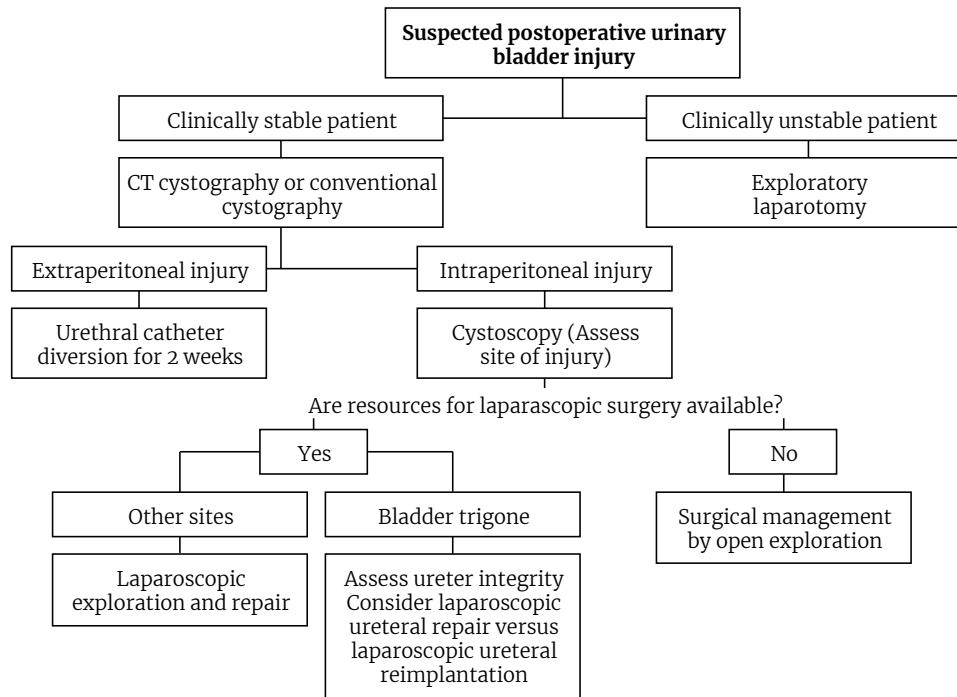 Suspected postoperative urinary
bladder injury
Clinically stable patient
Clinically unstable patient
CT cystography or conventional
cystography
Exploratory
laparotomy
Extraperitoneal injury
Intraperitoneal injury
Urethral catheter
diversion for 2 weeks
Cystoscopy (Assess
site of injury)
Are resources for laparascopic surgery available?
Yes
No
Other sites
Bladder trigone
Surgical management
by open exploration
Laparoscopic
exploration and repair
Assess ureter integrity
Consider laparoscopic
ureteral repair versus
laparoscopic ureteral
reimplantation